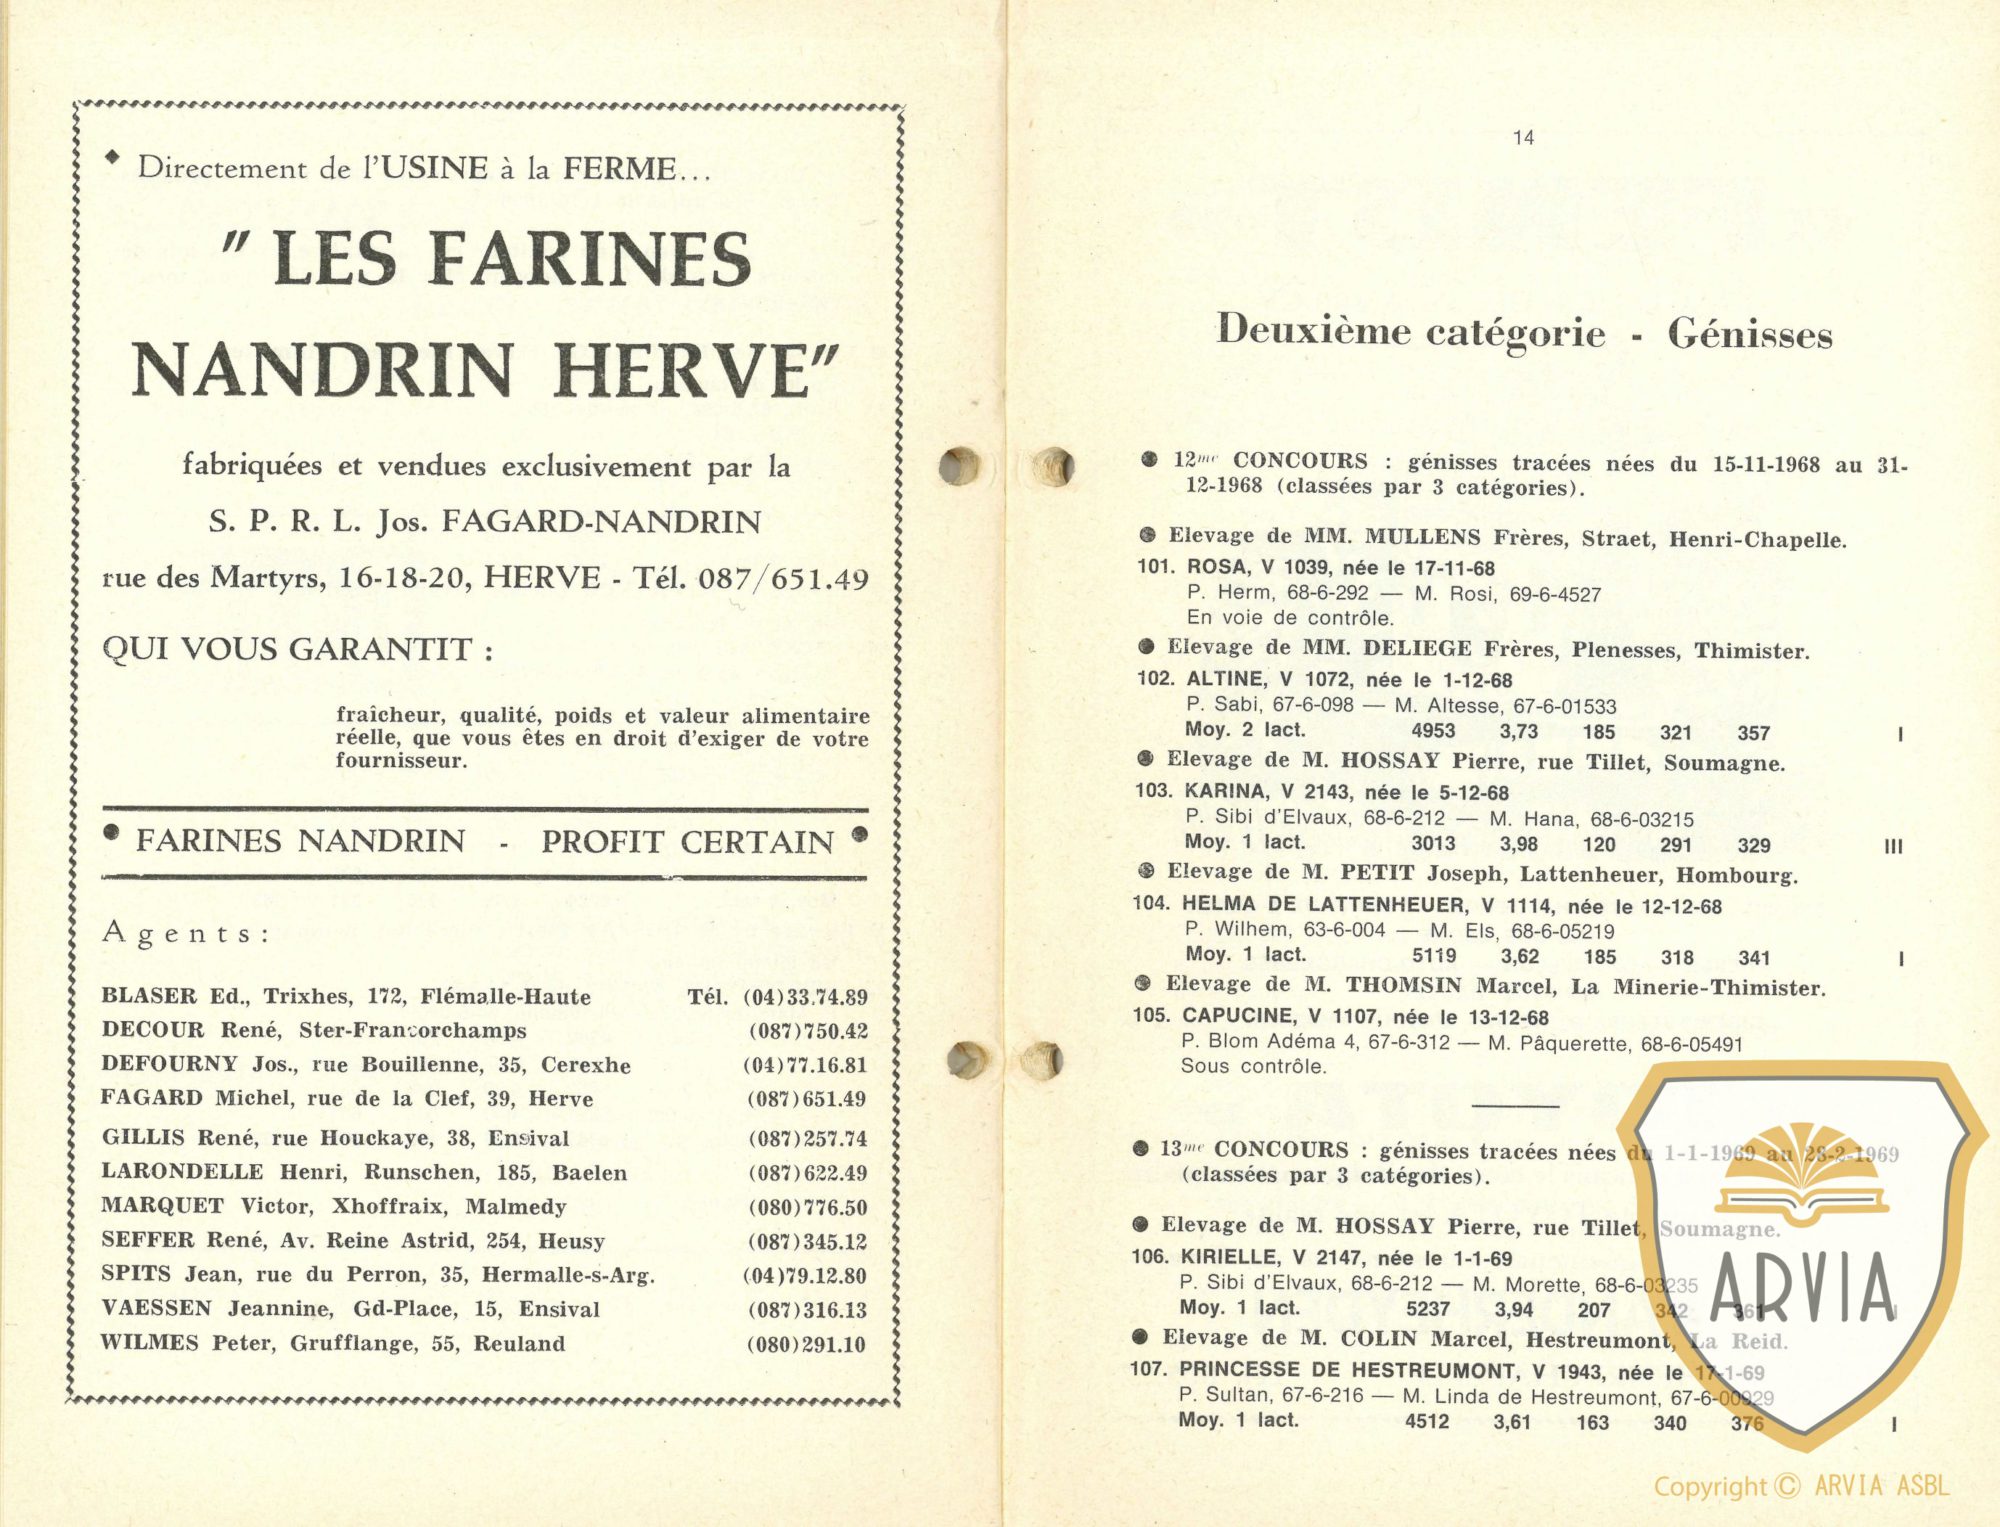 Directement de l'USINE à la FERME...
" LES FARINES
NANDRIN HERVE"
fabriquées et vendues exclusivement par la
S. P. R. L. Jos. FAGARD-NANDRIN
rue des Martyrs, 16-18-20, HERVE - Tél. 087/651.49
QUI VOUS GARANTIT :
fraîcheur, qualité, poids et valeur alimentaire
réelle, que vous êtes en droit d'exiger de votre
fournisseur.
• FARINES NANDRIN - PROFIT CERTAIN •
Agents:
BLASER Ed., Trixhes, 172, Flémalle-Haute Tél. (04)33.74.89
DECOUR René, Ster-Francorchamps (087)750.42
DEFOURNY Jos., rue Bouillenne, 35, Cerexhe (04)77.16.81
FAGARD Michel, rue de la Clef, 39, Herve (087)651.49
GILLIS René, rue Houckaye, 38, Ensival (087)257.74
LARONDELLE Henri, Runschen, 185, Baelen (087)622.49
MARQUET Victor, Xhoffraix, Malmedy (080)776.50
SEFFER René, Av. Reine Astrid, 254, Heusy (087)345.12
SPITS Jean, rue du Perron, 35, Hermalle-s-Arg. (04)79.12.80
VAESSEN Jeannine, Gd-Place, 15, Ensival (087)316.13
WILMES Peter, Grufflange, 55, Reuland (080)291.10
14
Deuxième catégorie - Génisses
● 12me CONCOURS : génisses tracées nées du 15-11-1968 au 31-
12-1968 (classées par 3 catégories).
● Elevage de MM. MULLENS Frères, Straet, Henri-Chapelle.
101. ROSA, V 1039, née le 17-11-68
P. Herm, 68-6-292 — M. Rosi, 69-6-4527
En voie de contrôle.
● Elevage de MM. DELIEGE Frères, Plenesses, Thimister.
102. ALTINE, V 1072, née le 1-12-68
P. Sabi, 67-6-098 — M. Altesse, 67-6-01533
Moy. 2 lact. 4953 3,73 185 321 357 I
● Elevage de M. HOSSAY Pierre, rue Tillet, Soumagne.
103. KARINA, V 2143, née le 5-12-68
P. Sibi d'Elvaux, 68-6-212 — M. Hana, 68-6-03215
Moy. 1 lact. 3013 3,98 120 291 329 III
● Elevage de M. PETIT Joseph, Lattenheuer, Hombourg.
104. HELMA DE LATTENHEUER, V 1114, née le 12-12-68
P. Wilhem, 63-6-004 — M. Els, 68-6-05219
Moy. 1 lact. 5119 3,62 185 318 341 I
● Elevage de M. THOMSIN Marcel, La Minerie-Thimister.
105. CAPUCINE, V 1107, née le 13-12-68
P. Blom Adéma 4, 67-6-312 — M. Pâquerette, 68-6-05491
Sous contrôle.
● 13me CONCOURS : génisses tracées nées du 1-1-1969 au 28-2-1969
(classées par 3 catégories).
● Elevage de M. HOSSAY Pierre, rue Tillet, Soumagne.
106. KIRIELLE, V 2147, née le 1-1-69
P. Sibi d'Elvaux, 68-6-212 — M. Morette, 68-6-03235
Moy. 1 lact. 5237 3,94 207 342 361 I
● Elevage de M. COLIN Marcel, Hestreumont, La Reid.
107. PRINCESSE DE HESTREUMONT, V 1943, née le 17-1-69
P. Sultan, 67-6-216 — M. Linda de Hestreumont, 67-6-00929
Moy. 1 lact. 4512 3,61 163 340 376 I
ARVIA
Copyright © ARVIA ASBL